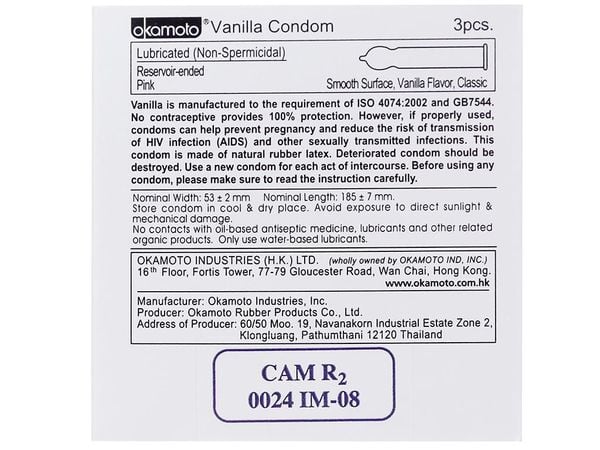 okamoto® Vanilla Condom 3pcs.
Lubricated (Non-Spermicidal)
Reservoir-ended
Pink Smooth Surface, Vanilla Flavor, Classic
Vanilla is manufactured to the requirement of ISO 4074:2002 and GB7544.
No contraceptive provides 100% protection. However, if properly used,
condoms can help prevent pregnancy and reduce the risk of transmission
of HIV infection (AIDS) and other sexually transmitted infections. This
condom is made of natural rubber latex. Deteriorated condom should be
destroyed. Use a new condom for each act of intercourse. Before using any
condom, please make sure to read the instruction carefully.
Nominal Width: 53 ± 2 mm Nominal Length: 185 ± 7 mm.
Store condom in cool & dry place. Avoid exposure to direct sunlight &
mechanical damage.
No contacts with oil-based antiseptic medicine, lubricants and other related
organic products. Only use water-based lubricants.
OKAMOTO INDUSTRIES (H.K.) LTD. (wholly owned by OKAMOTO IND, INC.)
16th Floor, Fortis Tower, 77-79 Gloucester Road, Wan Chai, Hong Kong.
www.okamoto.com.hk
Manufacturer: Okamoto Industries, Inc.
Producer: Okamoto Rubber Products Co., Ltd.
Address of Producer: 60/50 Moo. 19, Navanakorn Industrial Estate Zone 2,
Klongluang, Pathumthani 12120 Thailand
CAM R2
0024 IM-08